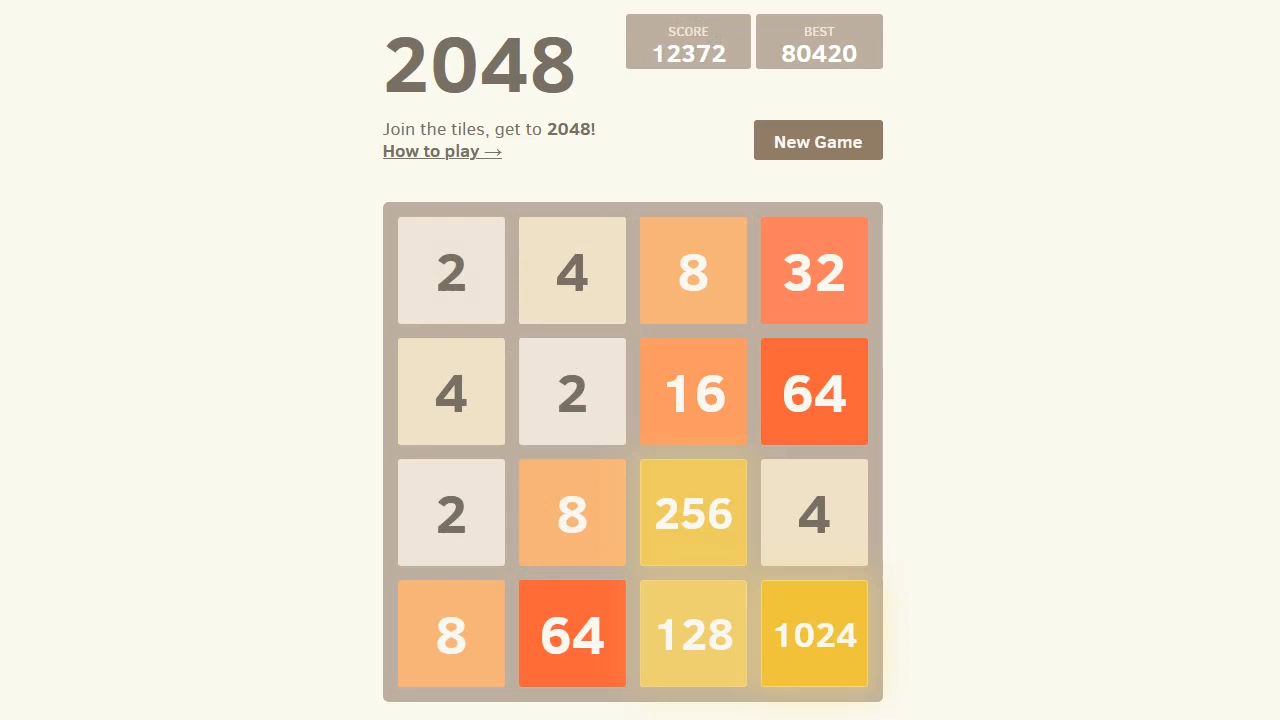 2048
SCORE
12372
BEST
80420
Join the tiles, get to 2048!
How to play →
New Game
2 4 8 32
4 2 16 64
2 8 256 4
8 64 128 1024